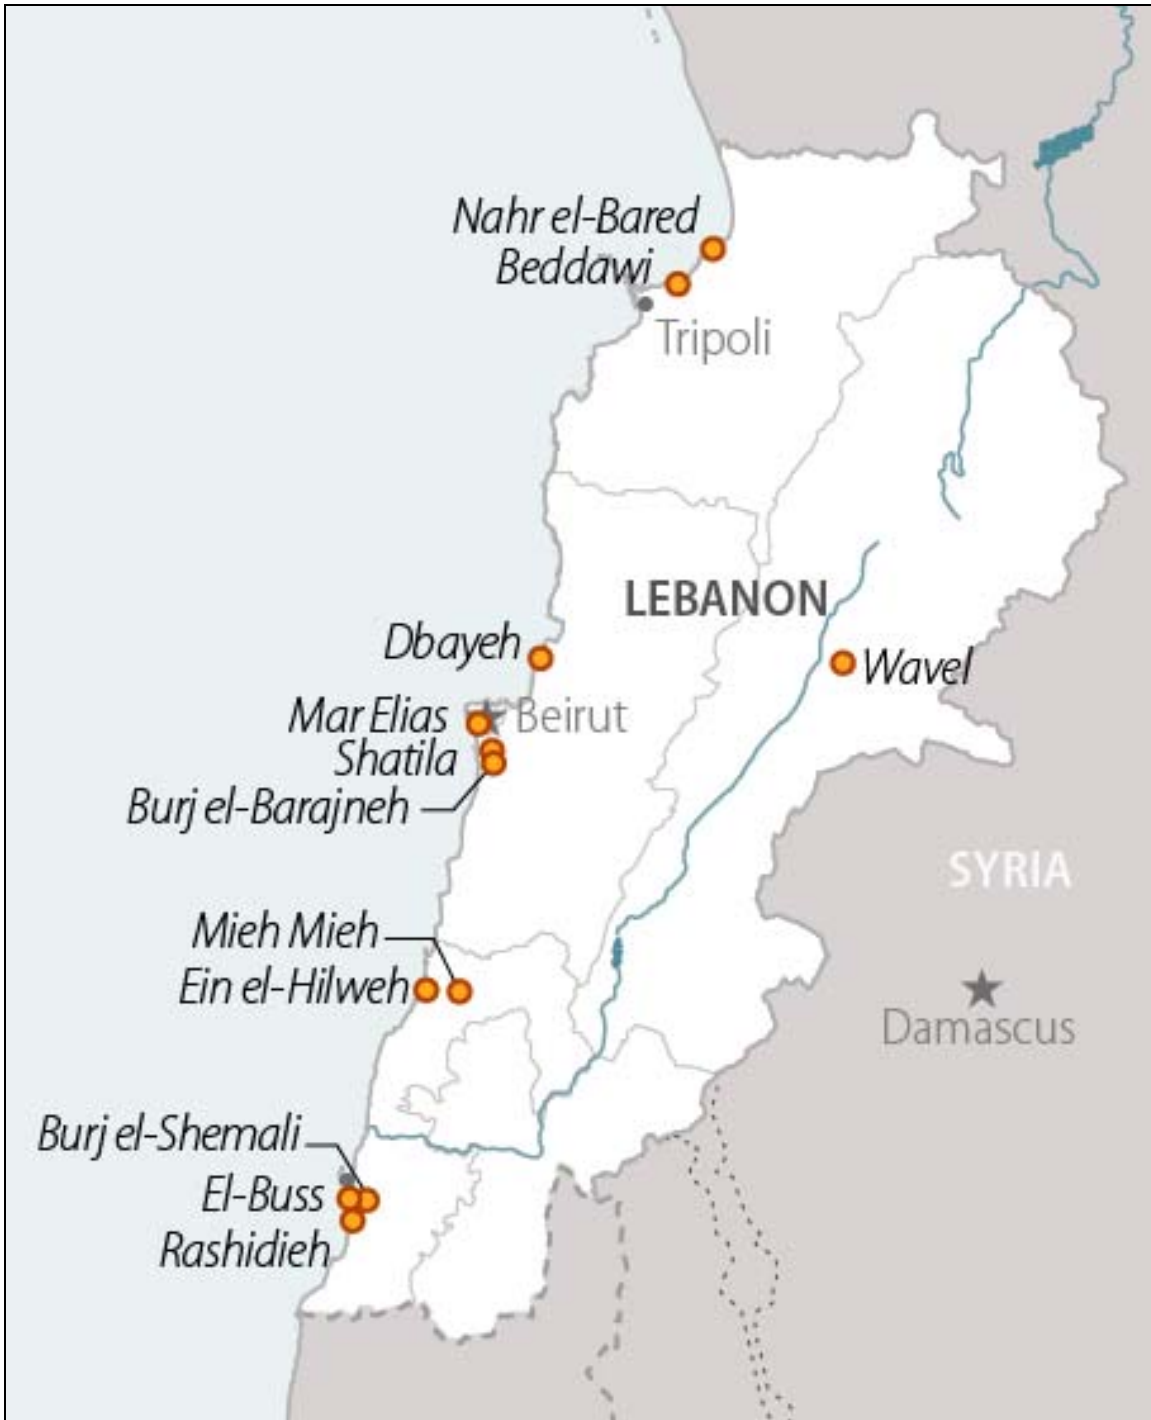 Nahr el-Bared
Beddawi
Tripoli
LEBANON
Dbayeh
Wavel
Mar Elias
Beirut
Shatila
Burj el-Barajneh
SYRIA
Mieh Mieh
Ein el-Hilweh
Damascus
Burj el-Shemali
El-Buss
Rashidieh